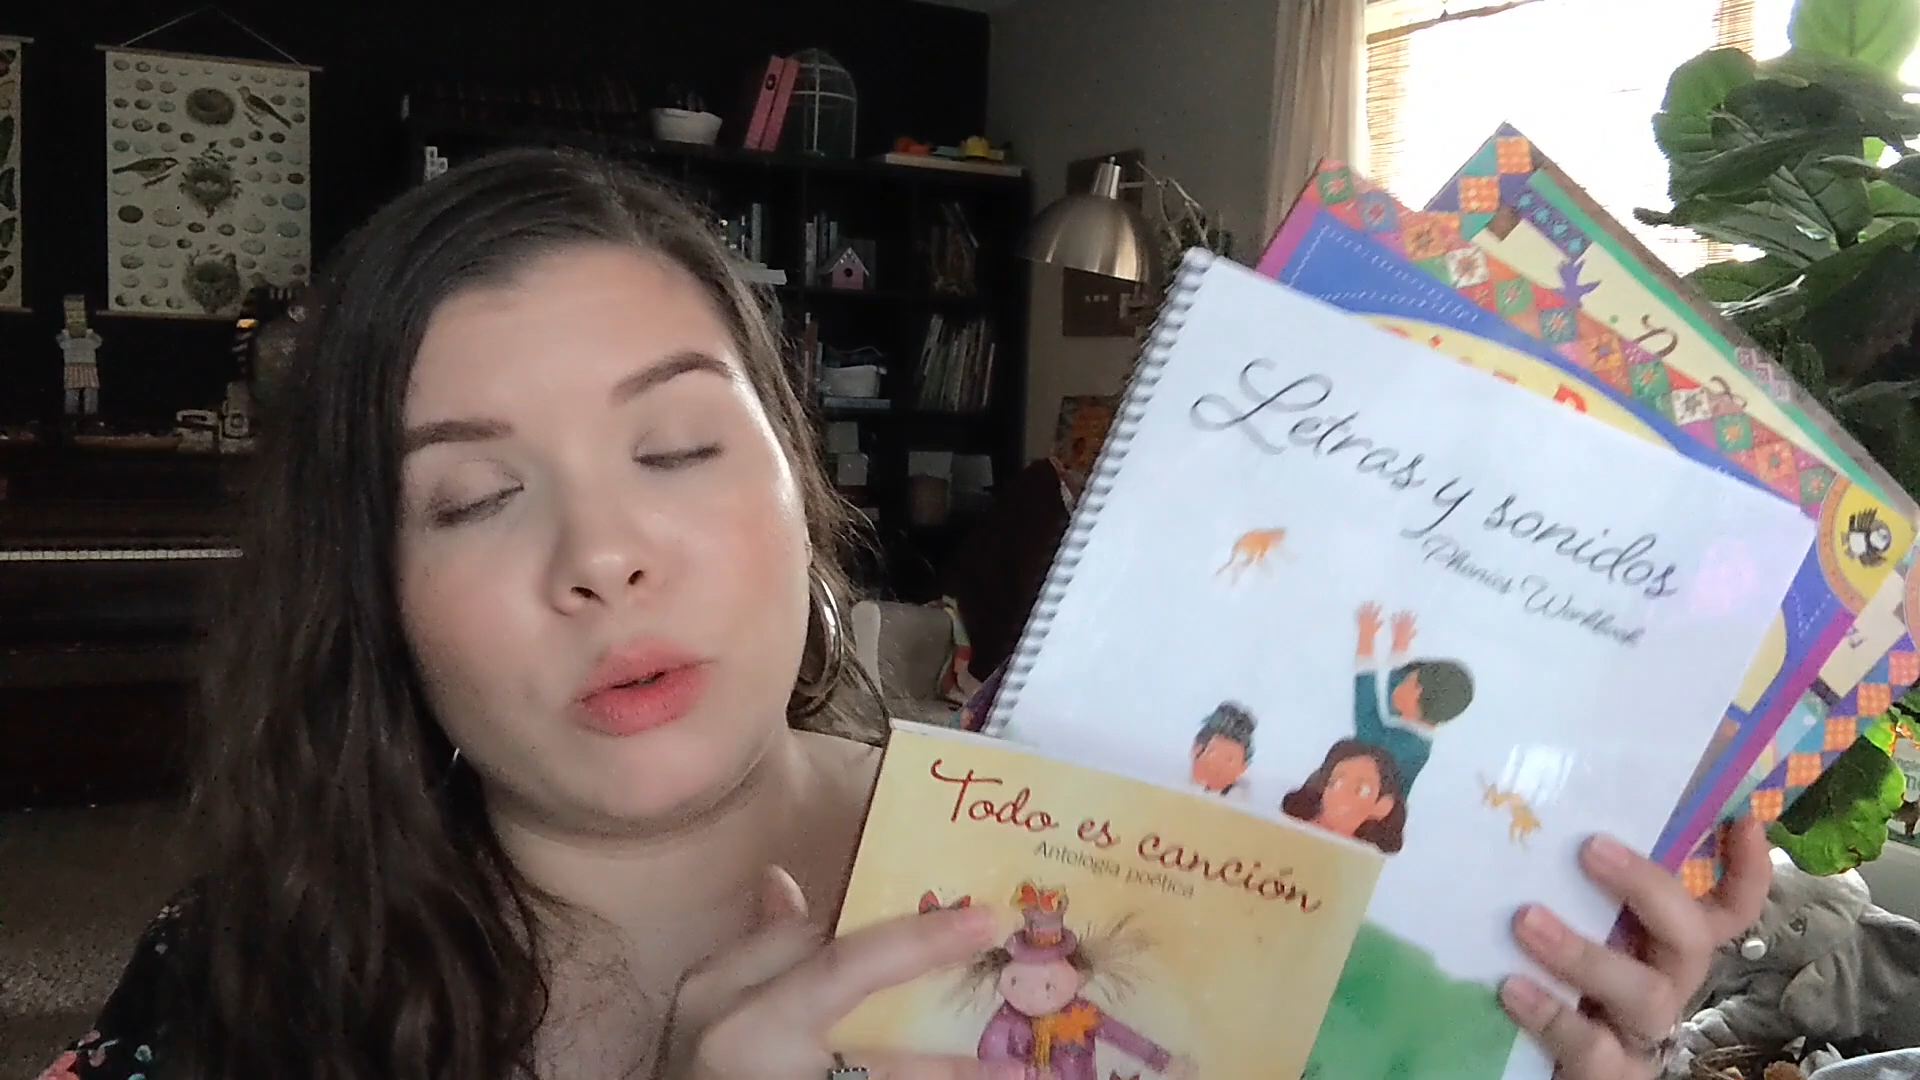 Letras y sonidos
Phonics Workbook
Todo es canción
Antología poética